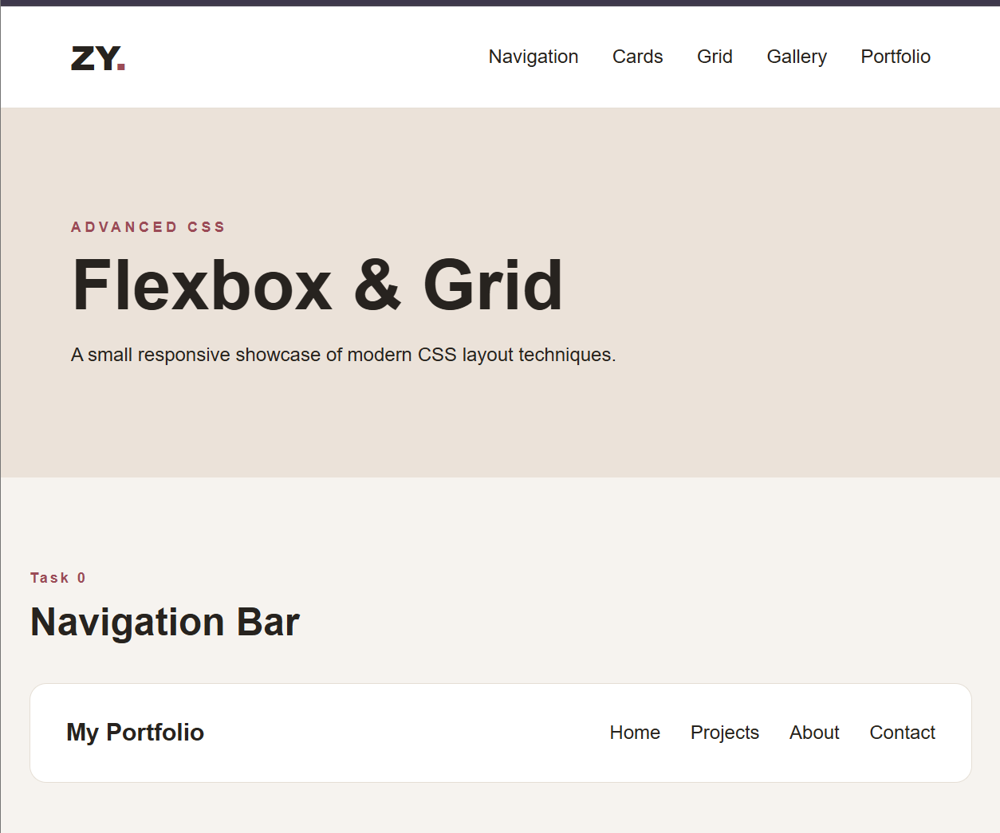 ZY.
Navigation Cards Grid Gallery Portfolio
ADVANCED CSS
Flexbox & Grid
A small responsive showcase of modern CSS layout techniques.
Task 0
Navigation Bar
My Portfolio
Home Projects About Contact